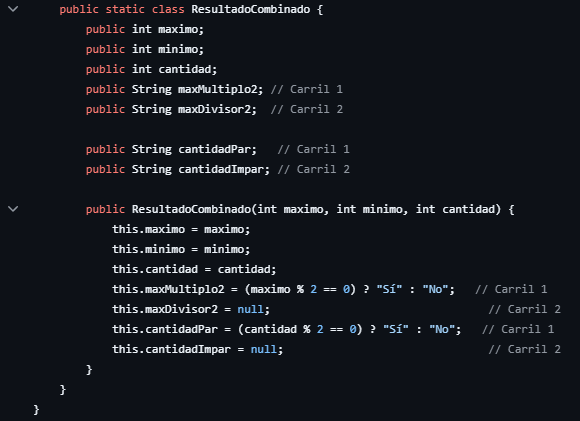 public static class ResultadoCombinado {
public int maximo;
public int minimo;
public int cantidad;
public String maxMultiplo2; // Carril 1
public String maxDivisor2;  // Carril 2
public String cantidadPar;   // Carril 1
public String cantidadImpar; // Carril 2
public ResultadoCombinado(int maximo, int minimo, int cantidad) {
this.maximo = maximo;
this.minimo = minimo;
this.cantidad = cantidad;
this.maxMultiplo2 = (maximo % 2 == 0) ? "Sí" : "No";   // Carril 1
this.maxDivisor2 = null;                                 // Carril 2
this.cantidadPar = (cantidad % 2 == 0) ? "Sí" : "No";   // Carril 1
this.cantidadImpar = null;                               // Carril 2
}
}
}